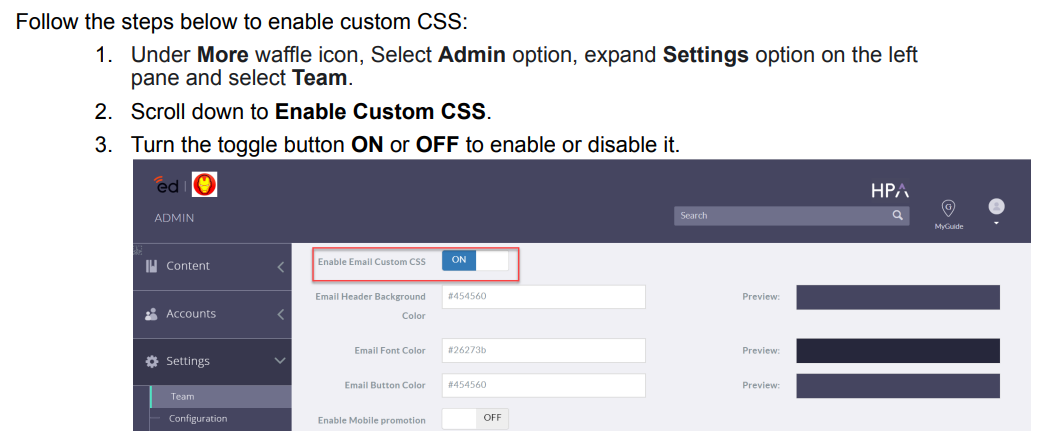 Follow the steps below to enable custom CSS:
1. Under More waffle icon, Select Admin option, expand Settings option on the left
pane and select Team.
2. Scroll down to Enable Custom CSS.
3. Turn the toggle button ON or OFF to enable or disable it.
ed
HPA
ADMIN
Search
G
MyGuide
Content
Enable Email Custom CSS ON
Email Header Background
Color
#454560
Preview:
Accounts
Email Font Color #26273b Preview:
Settings
Email Button Color #454560 Preview:
Team
Configuration
Enable Mobile promotion OFF